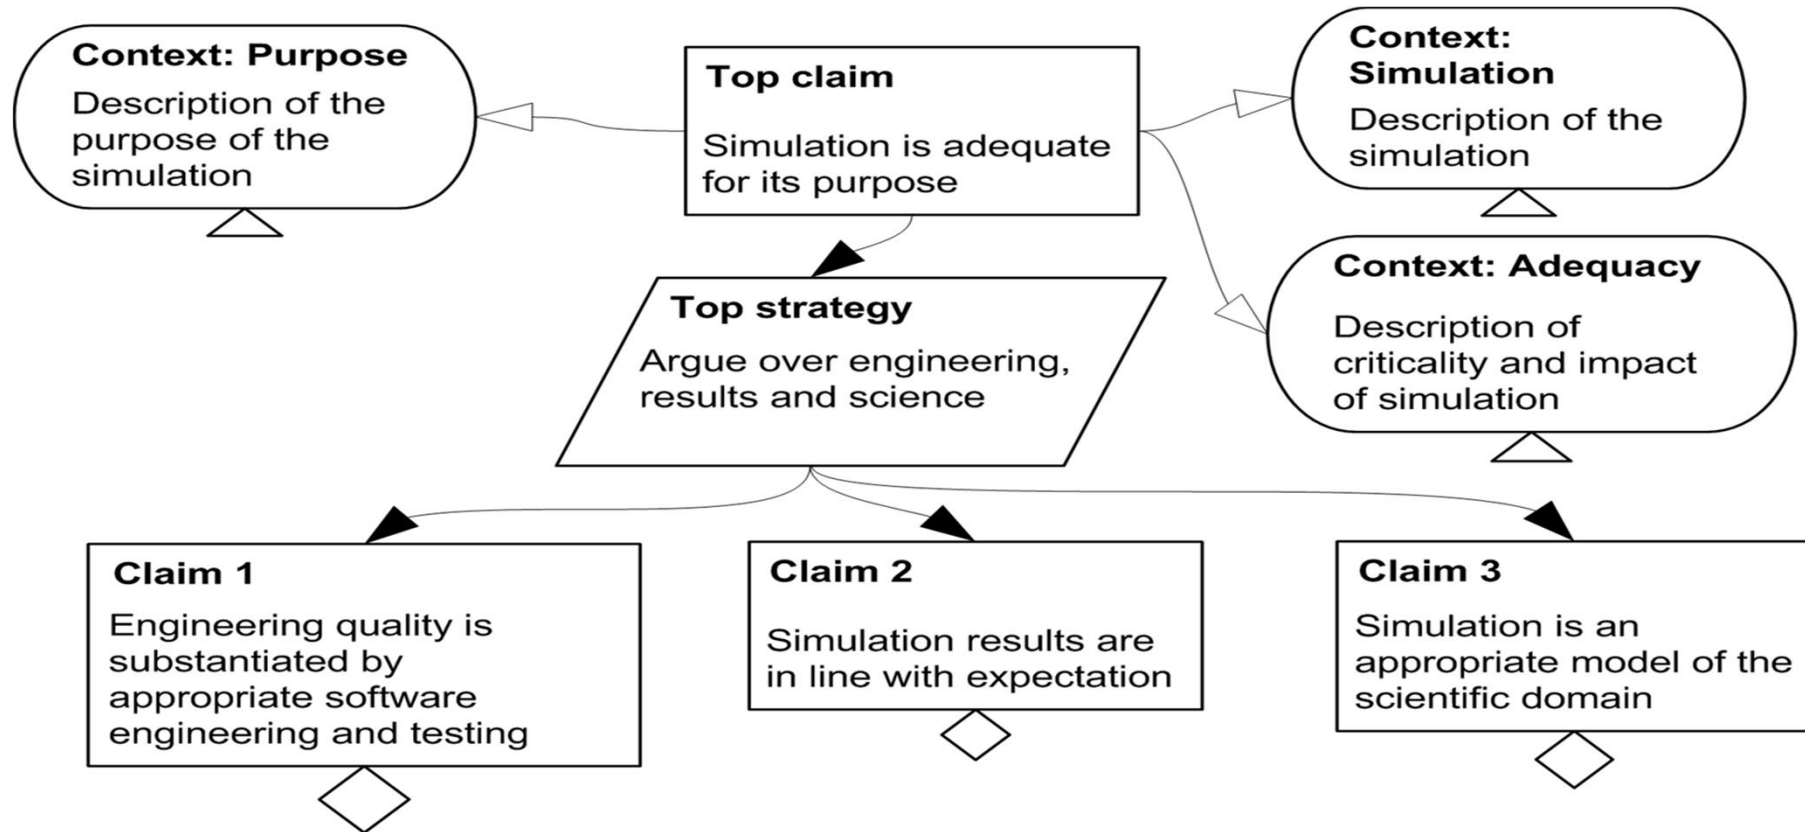 Context: Purpose
Description of the
purpose of the
simulation
Top claim
Simulation is adequate
for its purpose
Context:
Simulation
Description of the
simulation
Context: Adequacy
Description of
criticality and impact
of simulation
Top strategy
Argue over engineering,
results and science
Claim 1
Engineering quality is
substantiated by
appropriate software
engineering and testing
Claim 2
Simulation results are
in line with expectation
Claim 3
Simulation is an
appropriate model of the
scientific domain